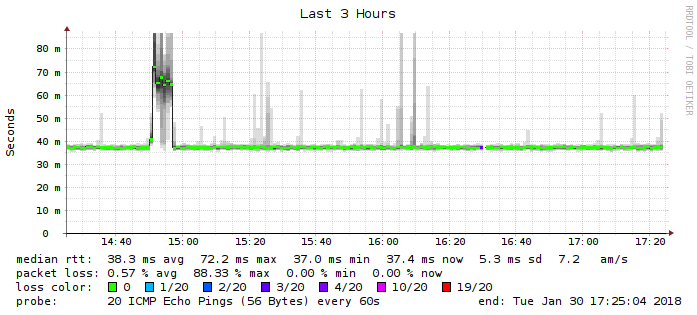 Last 3 Hours
RRDTOOL / TOBI OETIKER
Seconds
80 m
70 m
60 m
50 m
40 m
30 m
20 m
10 m
0
14:40 15:00 15:20 15:40 16:00 16:20 16:40 17:00 17:20
median rtt: 38.3 ms avg 72.2 ms max 37.0 ms min 37.4 ms now 5.3 ms sd 7.2 am/s
packet loss: 0.57 % avg 88.33 % max 0.00 % min 0.00 % now
loss color: 0 1/20 2/20 3/20 4/20 10/20 19/20
probe: 20 ICMP Echo Pings (56 Bytes) every 60s end: Tue Jan 30 17:25:04 2018